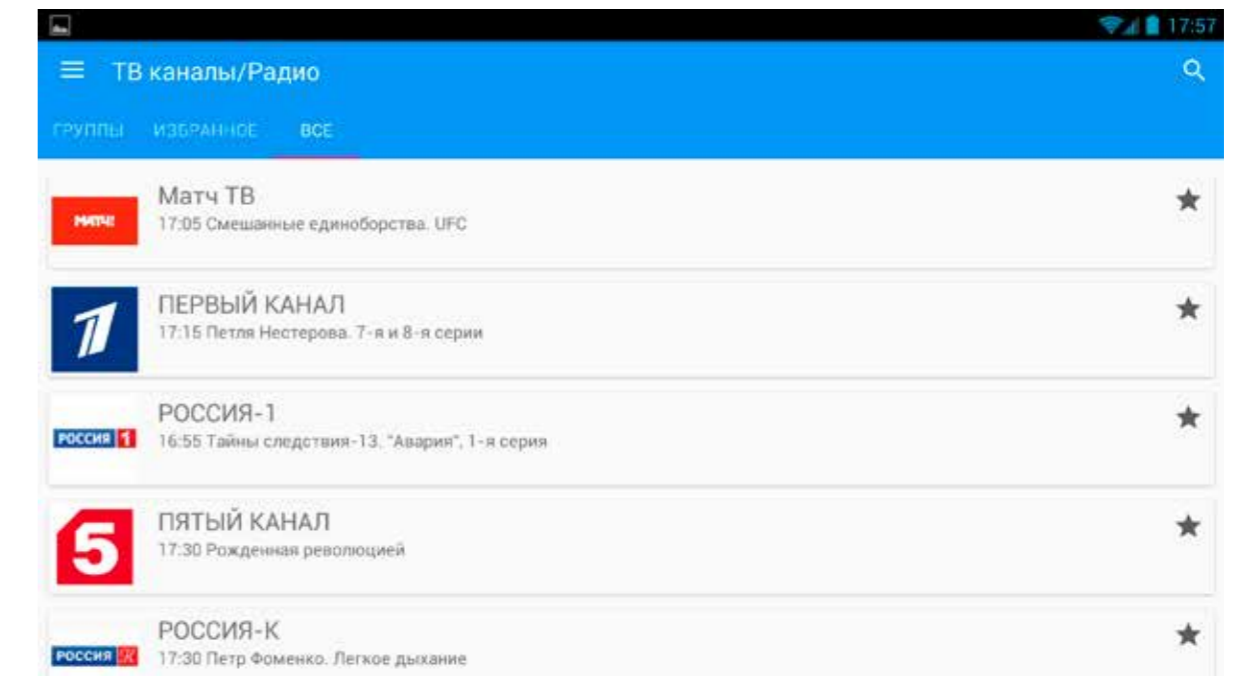 17:57
ТВ каналы/Радио
ГРУППЫ ИЗБРАННОЕ ВСЕ
Матч ТВ
МАТЧ!
17:05 Смешанные единоборства. UFC
ПЕРВЫЙ КАНАЛ
17:15 Петля Нестерова. 7-я и 8-я серии
РОССИЯ-1
РОССИЯ 1
16:55 Тайны следствия-13. "Авария", 1-я серия
ПЯТЫЙ КАНАЛ
5
17:30 Рожденная революцией
РОССИЯ-К
РОССИЯ К
17:30 Петр Фоменко. Легкое дыхание